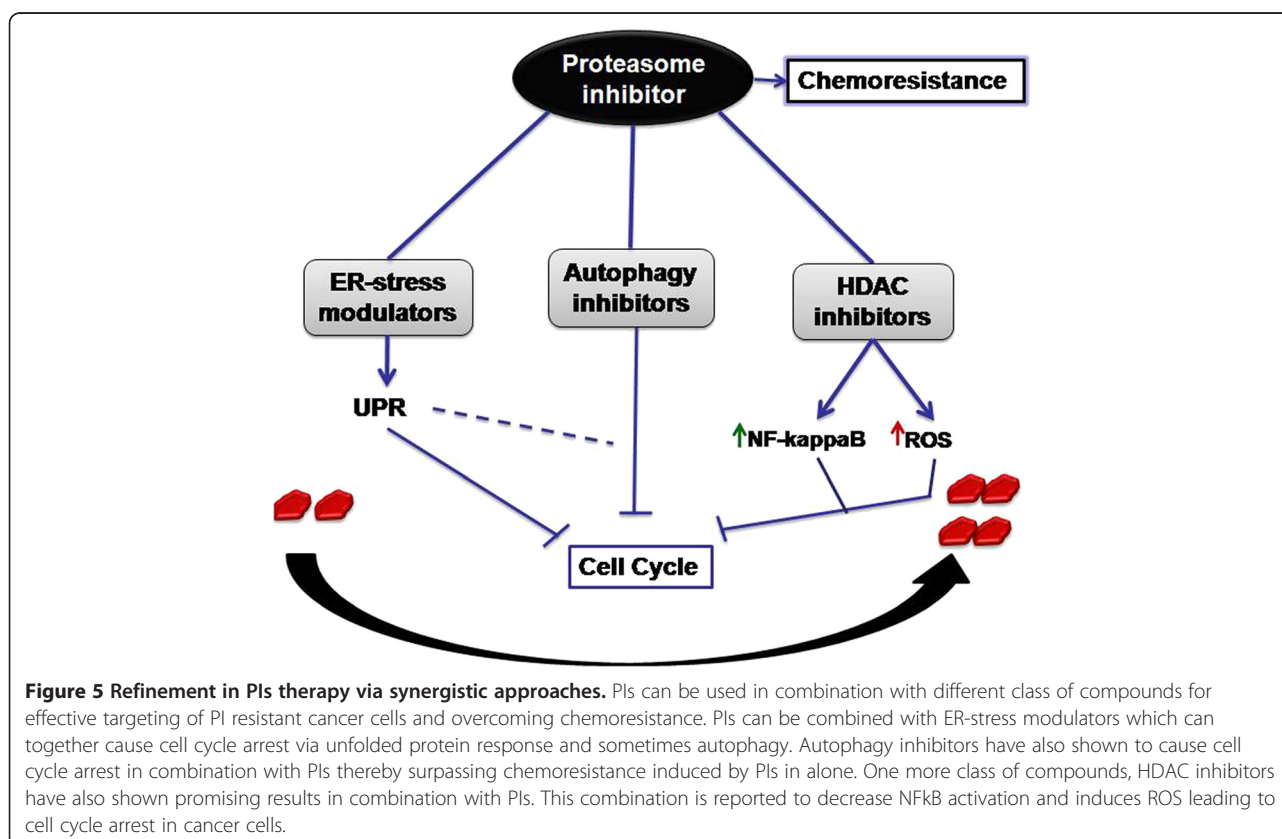 Proteasome
inhibitor
Chemoresistance
ER-stress
modulators
Autophagy
inhibitors
HDAC
inhibitors
UPR
↑NF-kappaB
↑ROS
Cell Cycle
Figure 5 Refinement in PIs therapy via synergistic approaches. PIs can be used in combination with different class of compounds for
effective targeting of PI resistant cancer cells and overcoming chemoresistance. PIs can be combined with ER-stress modulators which can
together cause cell cycle arrest via unfolded protein response and sometimes autophagy. Autophagy inhibitors have also shown to cause cell
cycle arrest in combination with PIs thereby surpassing chemoresistance induced by PIs in alone. One more class of compounds, HDAC inhibitors
have also shown promising results in combination with PIs. This combination is reported to decrease NFkB activation and induces ROS leading to
cell cycle arrest in cancer cells.